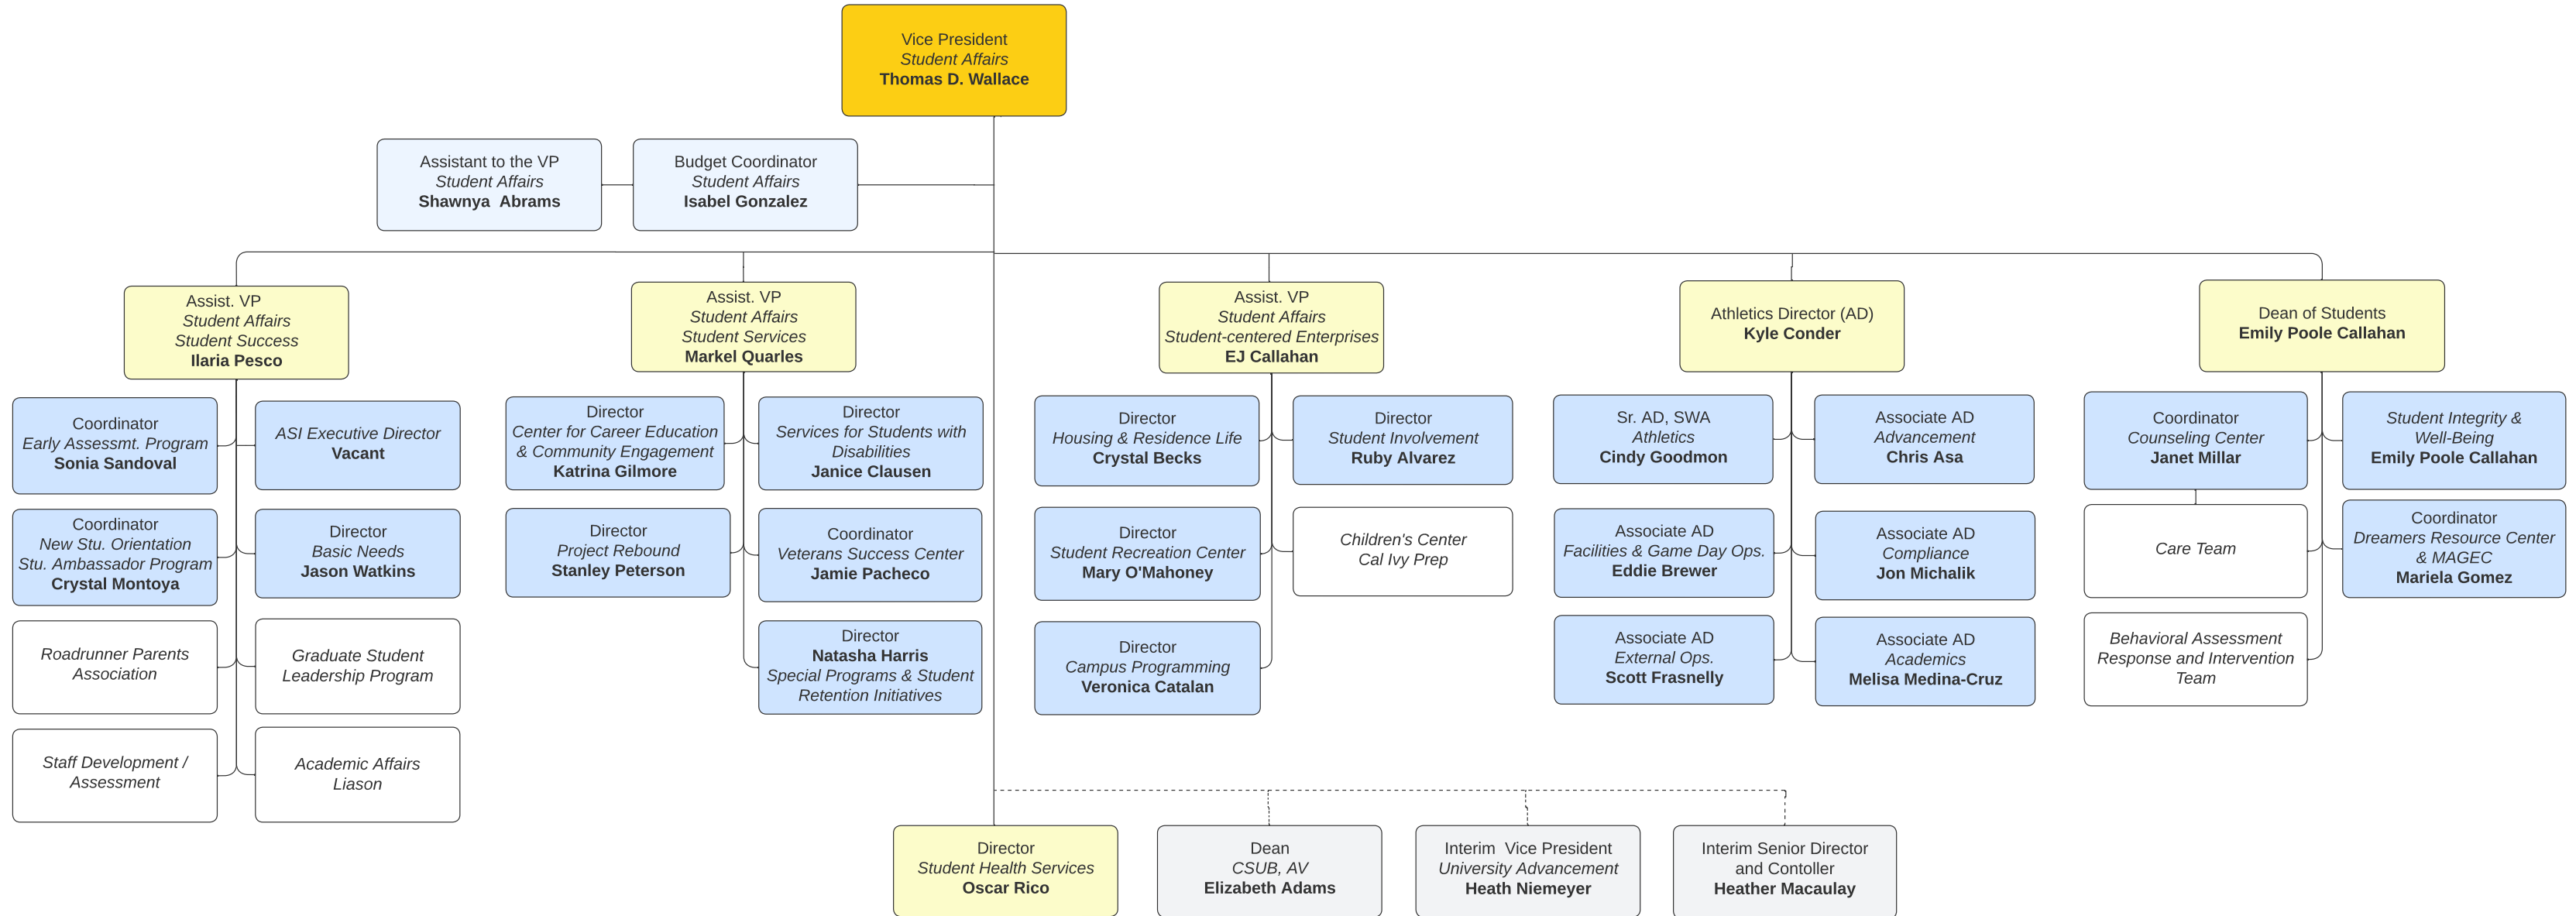 Vice President
Student Affairs
Thomas D. Wallace
Assistant to the VP
Student Affairs
Shawnya  Abrams
Budget Coordinator
Student Affairs
Isabel Gonzalez
Assist. VP
Student Affairs
Student Success
Ilaria Pesco
Assist. VP
Student Affairs
Student Services
Markel Quarles
Assist. VP
Student Affairs
Student-centered Enterprises
EJ Callahan
Athletics Director (AD)
Kyle Conder
Dean of Students
Emily Poole Callahan
Coordinator
Early Assessmt. Program
Sonia Sandoval
ASI Executive Director
Vacant
Coordinator
New Stu. Orientation
Stu. Ambassador Program
Crystal Montoya
Director
Basic Needs
Jason Watkins
Roadrunner Parents
Association
Graduate Student
Leadership Program
Staff Development /
Assessment
Academic Affairs
Liason
Director
Center for Career Education
& Community Engagement
Katrina Gilmore
Director
Services for Students with
Disabilities
Janice Clausen
Director
Project Rebound
Stanley Peterson
Coordinator
Veterans Success Center
Jamie Pacheco
Director
Natasha Harris
Special Programs & Student
Retention Initiatives
Director
Housing & Residence Life
Crystal Becks
Director
Student Involvement
Ruby Alvarez
Director
Student Recreation Center
Mary O'Mahoney
Children's Center
Cal Ivy Prep
Director
Campus Programming
Veronica Catalan
Sr. AD, SWA
Athletics
Cindy Goodmon
Associate AD
Advancement
Chris Asa
Associate AD
Facilities & Game Day Ops.
Eddie Brewer
Associate AD
Compliance
Jon Michalik
Associate AD
External Ops.
Scott Frasnelly
Associate AD
Academics
Melisa Medina-Cruz
Coordinator
Counseling Center
Janet Millar
Student Integrity &
Well-Being
Emily Poole Callahan
Care Team
Coordinator
Dreamers Resource Center
& MAGEC
Mariela Gomez
Behavioral Assessment
Response and Intervention
Team
Director
Student Health Services
Oscar Rico
Dean
CSUB, AV
Elizabeth Adams
Interim  Vice President
University Advancement
Heath Niemeyer
Interim Senior Director
and Contoller
Heather Macaulay